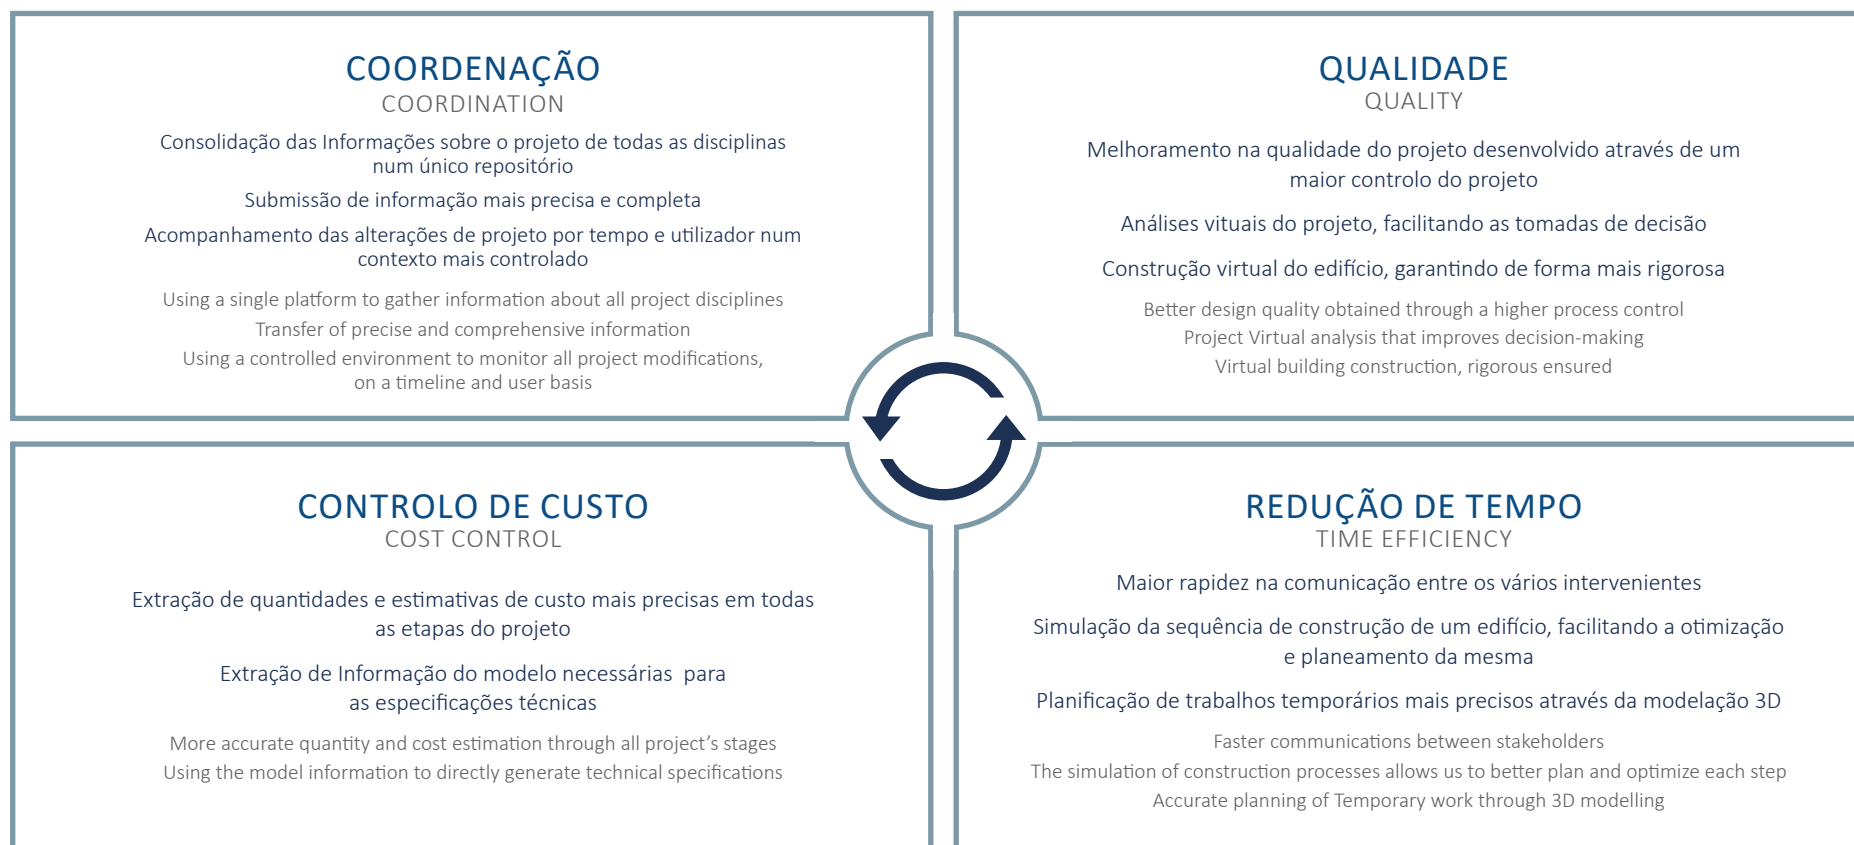 COORDENAÇÃO
COORDINATION
Consolidação das Informações sobre o projeto de todas as disciplinas
num único repositório
Submissão de informação mais precisa e completa
Acompanhamento das alterações de projeto por tempo e utilizador num
contexto mais controlado
Using a single platform to gather information about all project disciplines
Transfer of precise and comprehensive information
Using a controlled environment to monitor all project modifications,
on a timeline and user basis
QUALIDADE
QUALITY
Melhoramento na qualidade do projeto desenvolvido através de um
maior controlo do projeto
Análises vituais do projeto, facilitando as tomadas de decisão
Construção virtual do edifício, garantindo de forma mais rigorosa
Better design quality obtained through a higher process control
Project Virtual analysis that improves decision-making
Virtual building construction, rigorous ensured
CONTROLO DE CUSTO
COST CONTROL
Extração de quantidades e estimativas de custo mais precisas em todas
as etapas do projeto
Extração de Informação do modelo necessárias  para
as especificações técnicas
More accurate quantity and cost estimation through all project’s stages
Using the model information to directly generate technical specifications
REDUÇÃO DE TEMPO
TIME EFFICIENCY
Maior rapidez na comunicação entre os vários intervenientes
Simulação da sequência de construção de um edifício, facilitando a otimização
e planeamento da mesma
Planificação de trabalhos temporários mais precisos através da modelação 3D
Faster communications between stakeholders
The simulation of construction processes allows us to better plan and optimize each step
Accurate planning of Temporary work through 3D modelling